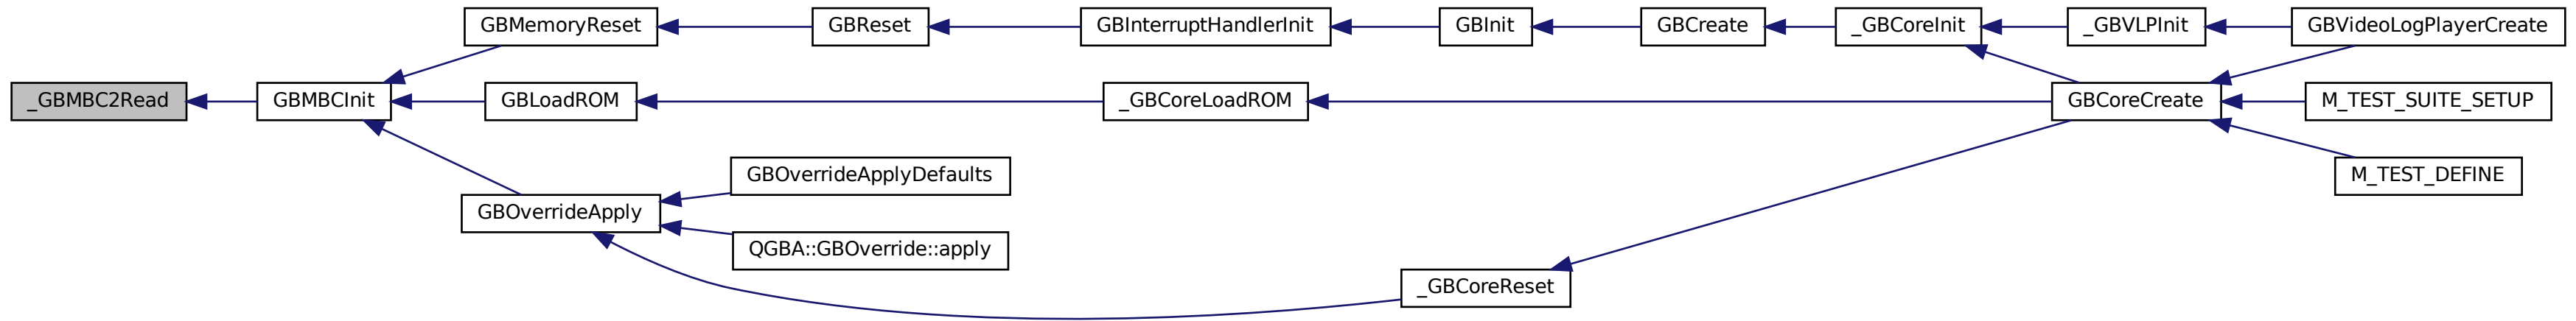 GBMemoryReset
GBReset
GBInterruptHandlerInit
GBInit
GBCreate
_GBCoreInit
_GBVLPInit
GBVideoLogPlayerCreate
_GBMBC2Read
GBMBCInit
GBLoadROM
_GBCoreLoadROM
GBCoreCreate
M_TEST_SUITE_SETUP
GBOverrideApplyDefaults
M_TEST_DEFINE
GBOverrideApply
QGBA::GBOverride::apply
_GBCoreReset